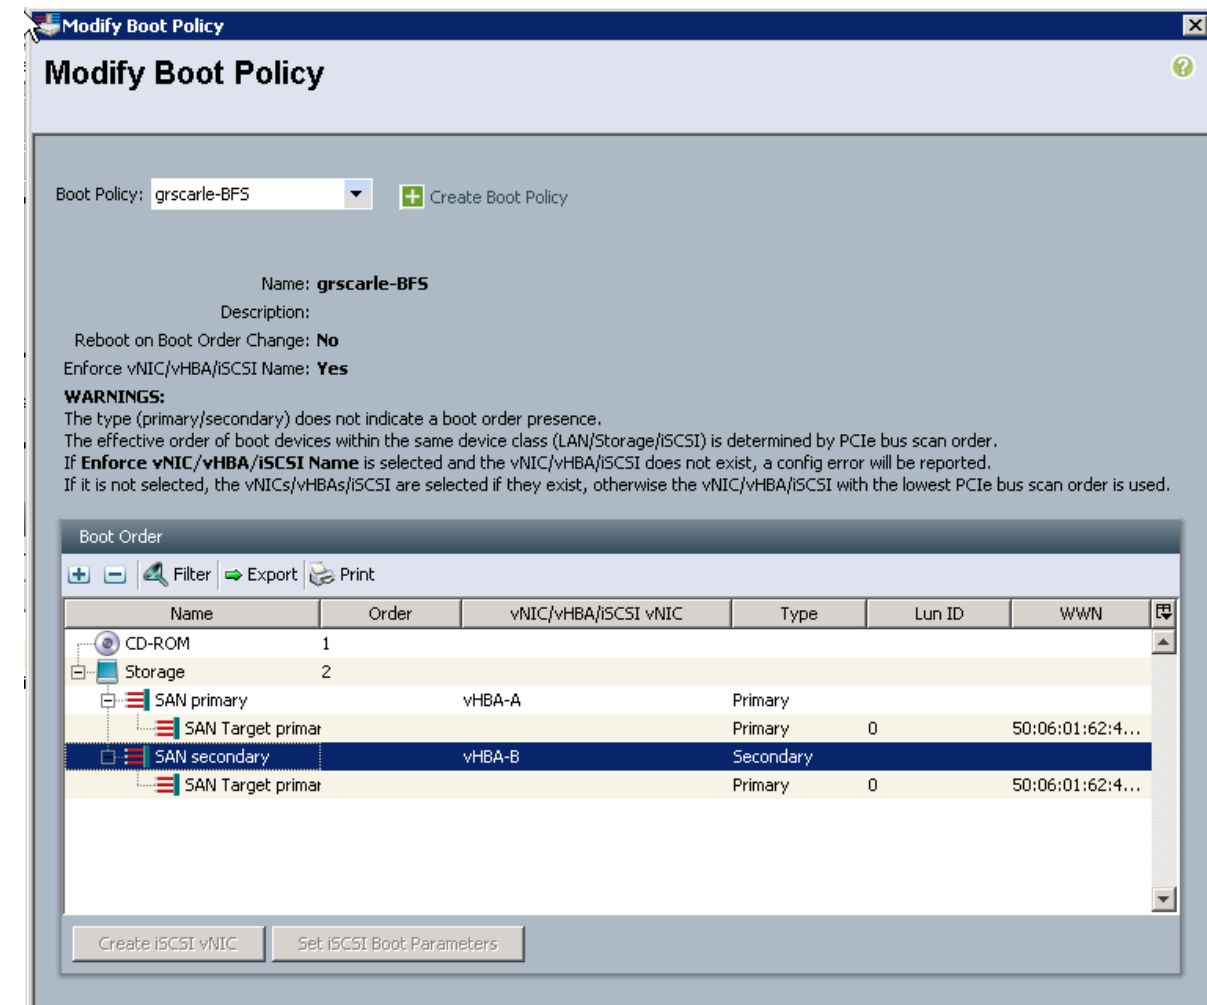 Modify Boot Policy
Modify Boot Policy
Boot Policy: grscarle-BFS Create Boot Policy
Name: grscarle-BFS
Description:
Reboot on Boot Order Change: No
Enforce vNIC/vHBA/iSCSI Name: Yes
WARNINGS:
The type (primary/secondary) does not indicate a boot order presence.
The effective order of boot devices within the same device class (LAN/Storage/iSCSI) is determined by PCIe bus scan order.
If Enforce vNIC/vHBA/iSCSI Name is selected and the vNIC/vHBA/iSCSI does not exist, a config error will be reported.
If it is not selected, the vNICs/vHBAs/iSCSI are selected if they exist, otherwise the vNIC/vHBA/iSCSI with the lowest PCIe bus scan order is used.
Boot Order
Filter Export Print
Name Order vNIC/vHBA/iSCSI vNIC Type Lun ID WWN
CD-ROM 1
Storage 2
SAN primary vHBA-A Primary
SAN Target primar Primary 0 50:06:01:62:4...
SAN secondary vHBA-B Secondary
SAN Target primar Primary 0 50:06:01:62:4...
Create iSCSI vNIC Set iSCSI Boot Parameters